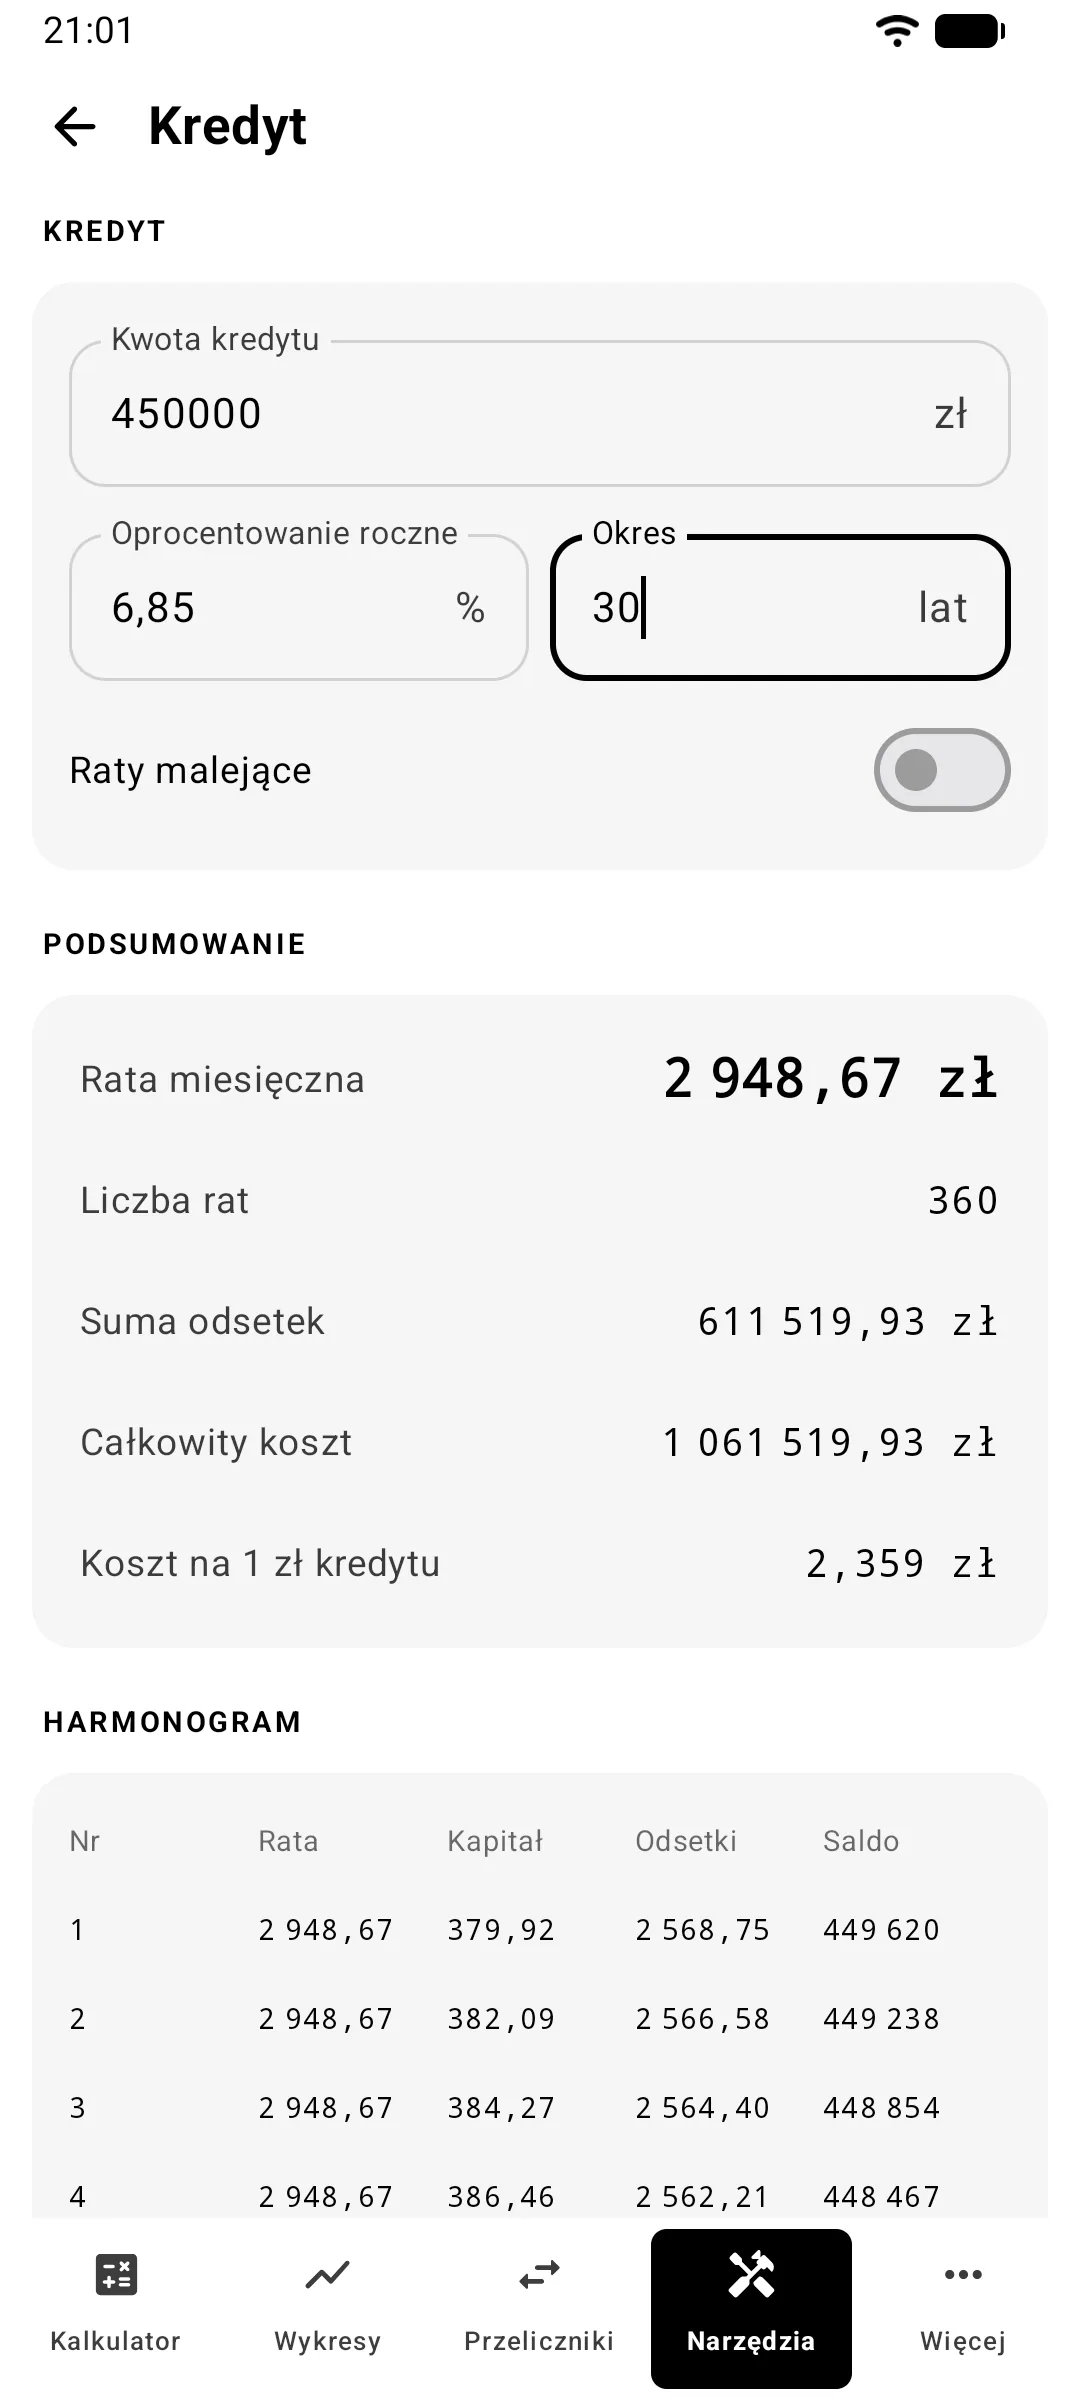 21:01
Kredyt
KREDYT
Kwota kredytu
450000 zł
Oprocentowanie roczne Okres
6,85 % 30 lat
Raty malejące
PODSUMOWANIE
Rata miesięczna 2 948,67 zł
Liczba rat 360
Suma odsetek 611 519,93 zł
Całkowity koszt 1 061 519,93 zł
Koszt na 1 zł kredytu 2,359 zł
HARMONOGRAM
Nr Rata Kapitał Odsetki Saldo
1 2 948,67 379,92 2 568,75 449 620
2 2 948,67 382,09 2 566,58 449 238
3 2 948,67 384,27 2 564,40 448 854
4 2 948,67 386,46 2 562,21 448 467
Kalkulator Wykresy Przeliczniki Narzędzia Więcej